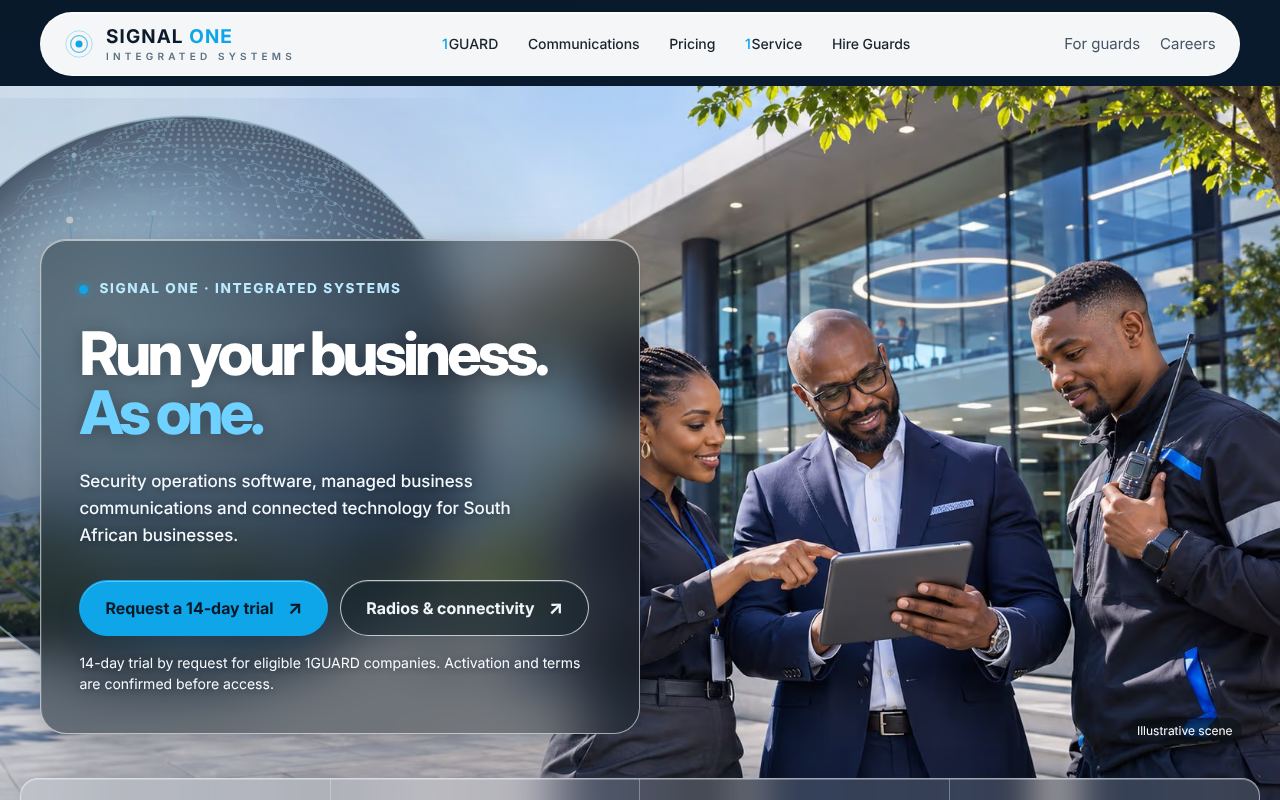 SIGNAL ONE
INTEGRATED SYSTEMS
1GUARD
Communications
Pricing
1Service
Hire Guards
For guards
Careers
SIGNAL ONE · INTEGRATED SYSTEMS
Run your business.
As one.
Security operations software, managed business
communications and connected technology for South
African businesses.
Request a 14-day trial
Radios & connectivity
14-day trial by request for eligible 1GUARD companies. Activation and terms
are confirmed before access.
Illustrative scene